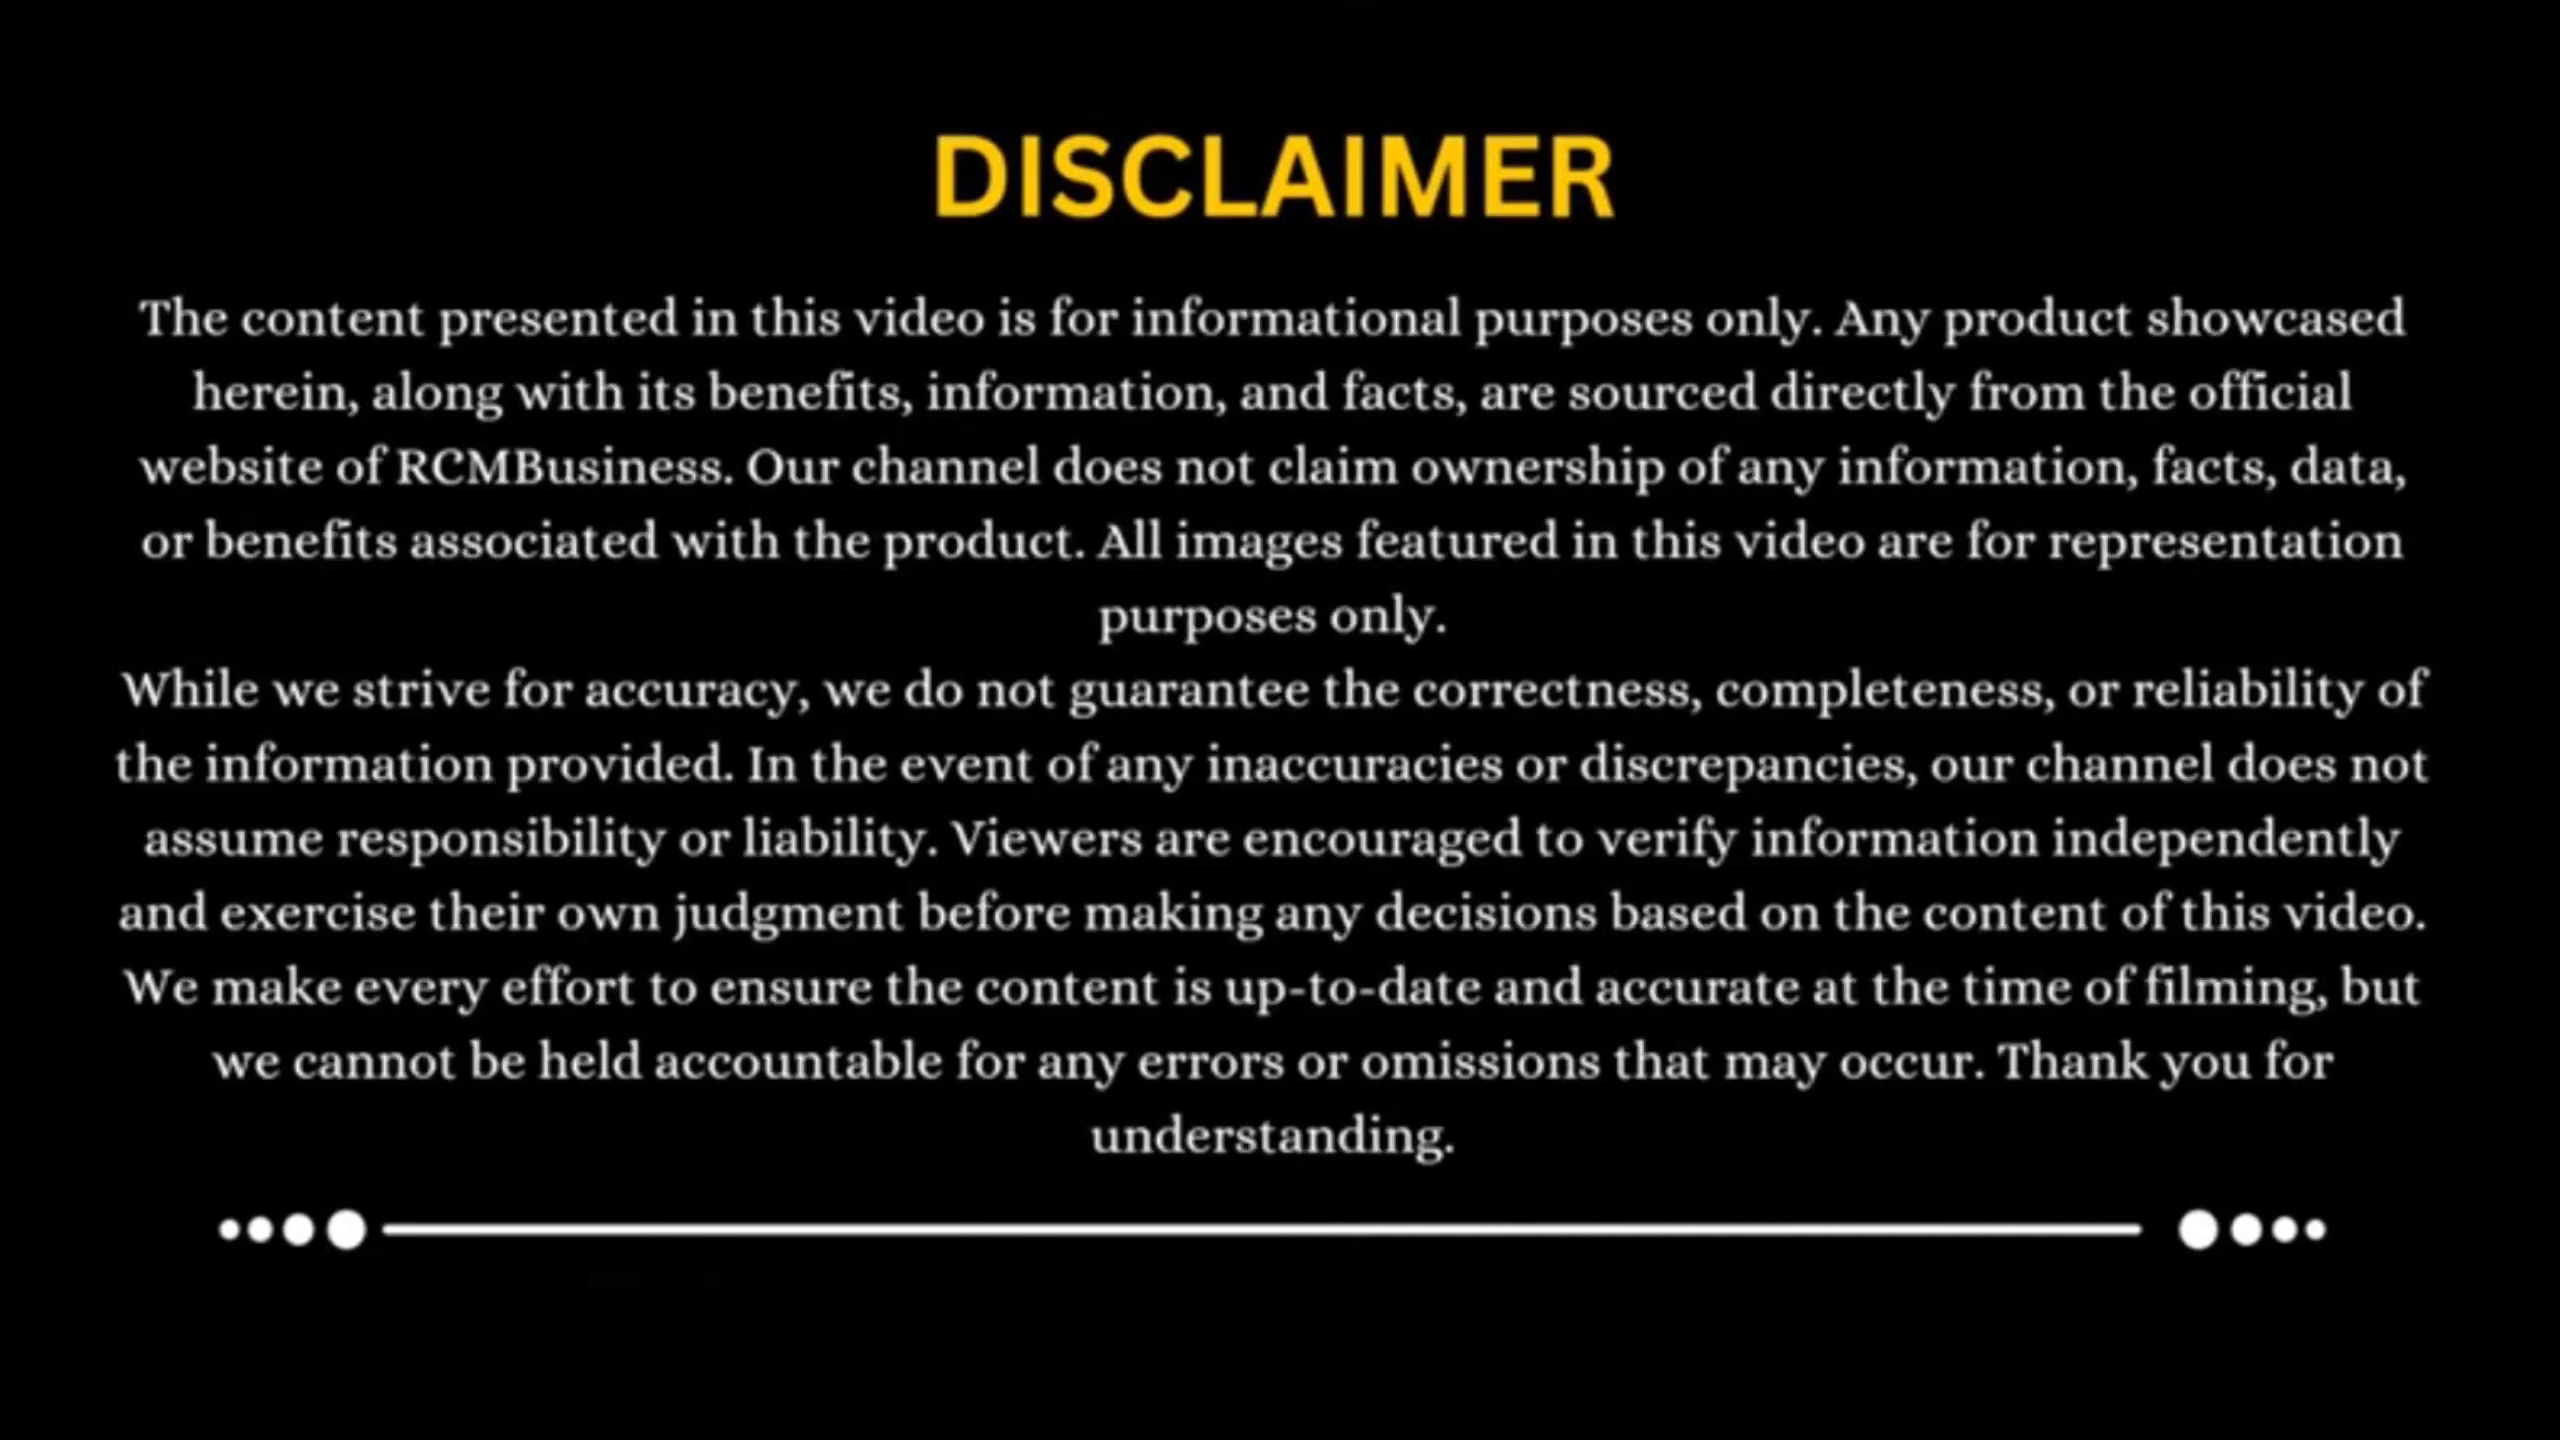 DISCLAIMER
The content presented in this video is for informational purposes only. Any product showcased
herein, along with its benefits, information, and facts, are sourced directly from the official
website of RCMBusiness. Our channel does not claim ownership of any information, facts, data,
or benefits associated with the product. All images featured in this video are for representation
purposes only.
While we strive for accuracy, we do not guarantee the correctness, completeness, or reliability of
the information provided. In the event of any inaccuracies or discrepancies, our channel does not
assume responsibility or liability. Viewers are encouraged to verify information independently
and exercise their own judgment before making any decisions based on the content of this video.
We make every effort to ensure the content is up-to-date and accurate at the time of filming, but
we cannot be held accountable for any errors or omissions that may occur. Thank you for
understanding.